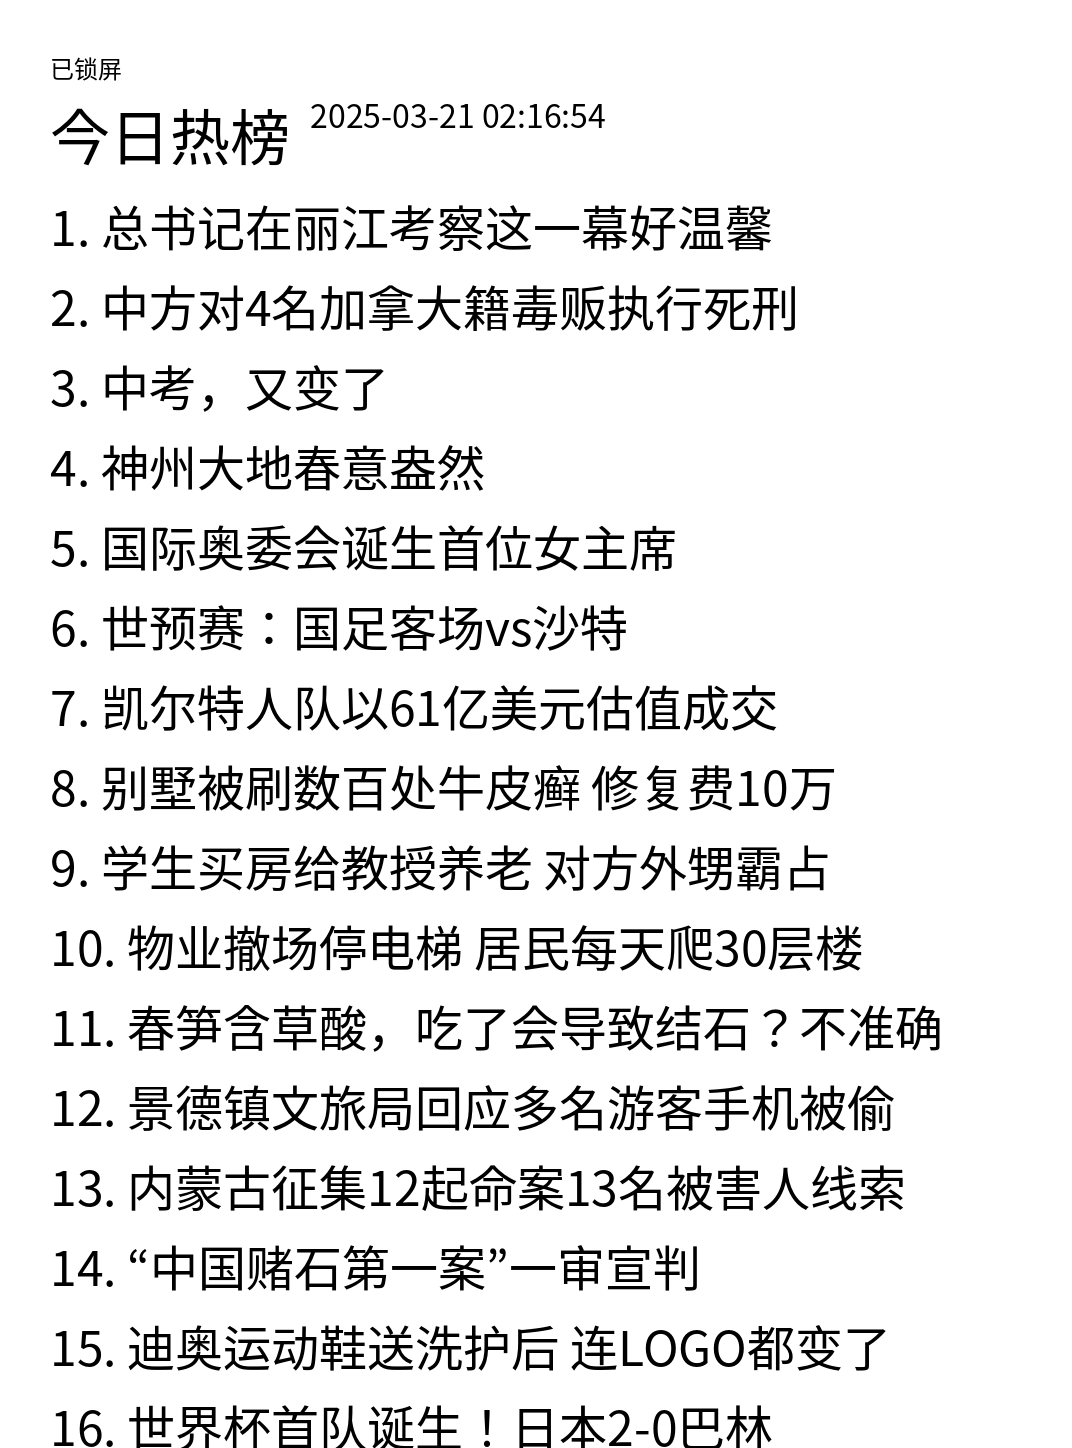 已锁屏
今日热榜 2025-03-21 02:16:54
1. 总书记在丽江考察这一幕好温馨
2. 中方对4名加拿大籍毒贩执行死刑
3. 中考，又变了
4. 神州大地春意盎然
5. 国际奥委会诞生首位女主席
6. 世预赛：国足客场vs沙特
7. 凯尔特人队以61亿美元估值成交
8. 别墅被刷数百处牛皮癣 修复费10万
9. 学生买房给教授养老 对方外甥霸占
10. 物业撤场停电梯 居民每天爬30层楼
11. 春笋含草酸，吃了会导致结石？不准确
12. 景德镇文旅局回应多名游客手机被偷
13. 内蒙古征集12起命案13名被害人线索
14. “中国赌石第一案”一审宣判
15. 迪奥运动鞋送洗护后 连LOGO都变了
16. 世界杯首队诞生！日本2-0巴林